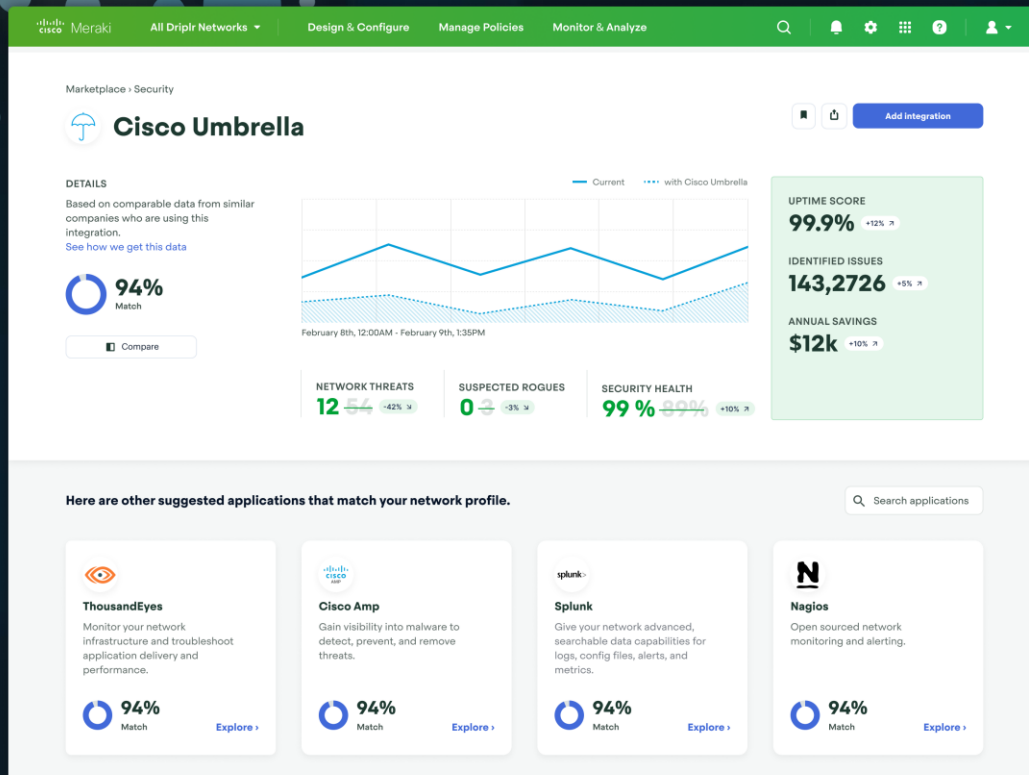 cisco Meraki All Driplr Networks Design & Configure Manage Policies Monitor & Analyze ?
Marketplace › Security
Cisco Umbrella
Add integration
DETAILS
Based on comparable data from similar
companies who are using this
integration.
See how we get this data
94%
Match
Compare
Current with Cisco Umbrella
February 8th, 12:00AM - February 9th, 1:35PM
NETWORK THREATS
12 54 -42%
SUSPECTED ROGUES
0 3 -3%
SECURITY HEALTH
99 % 89% +10%
UPTIME SCORE
99.9% +12%
IDENTIFIED ISSUES
143,2726 +5%
ANNUAL SAVINGS
$12k +10%
Here are other suggested applications that match your network profile.
Search applications
ThousandEyes
Monitor your network
infrastructure and troubleshoot
application delivery and
performance.
94%
Match
Explore ›
CISCO
AMP
Cisco Amp
Gain visibility into malware to
detect, prevent, and remove
threats.
94%
Match
Explore ›
splunk>
Splunk
Give your network advanced,
searchable data capabilities for
logs, config files, alerts, and
metrics.
94%
Match
Explore ›
N
Nagios
Open sourced network
monitoring and alerting.
94%
Match
Explore ›